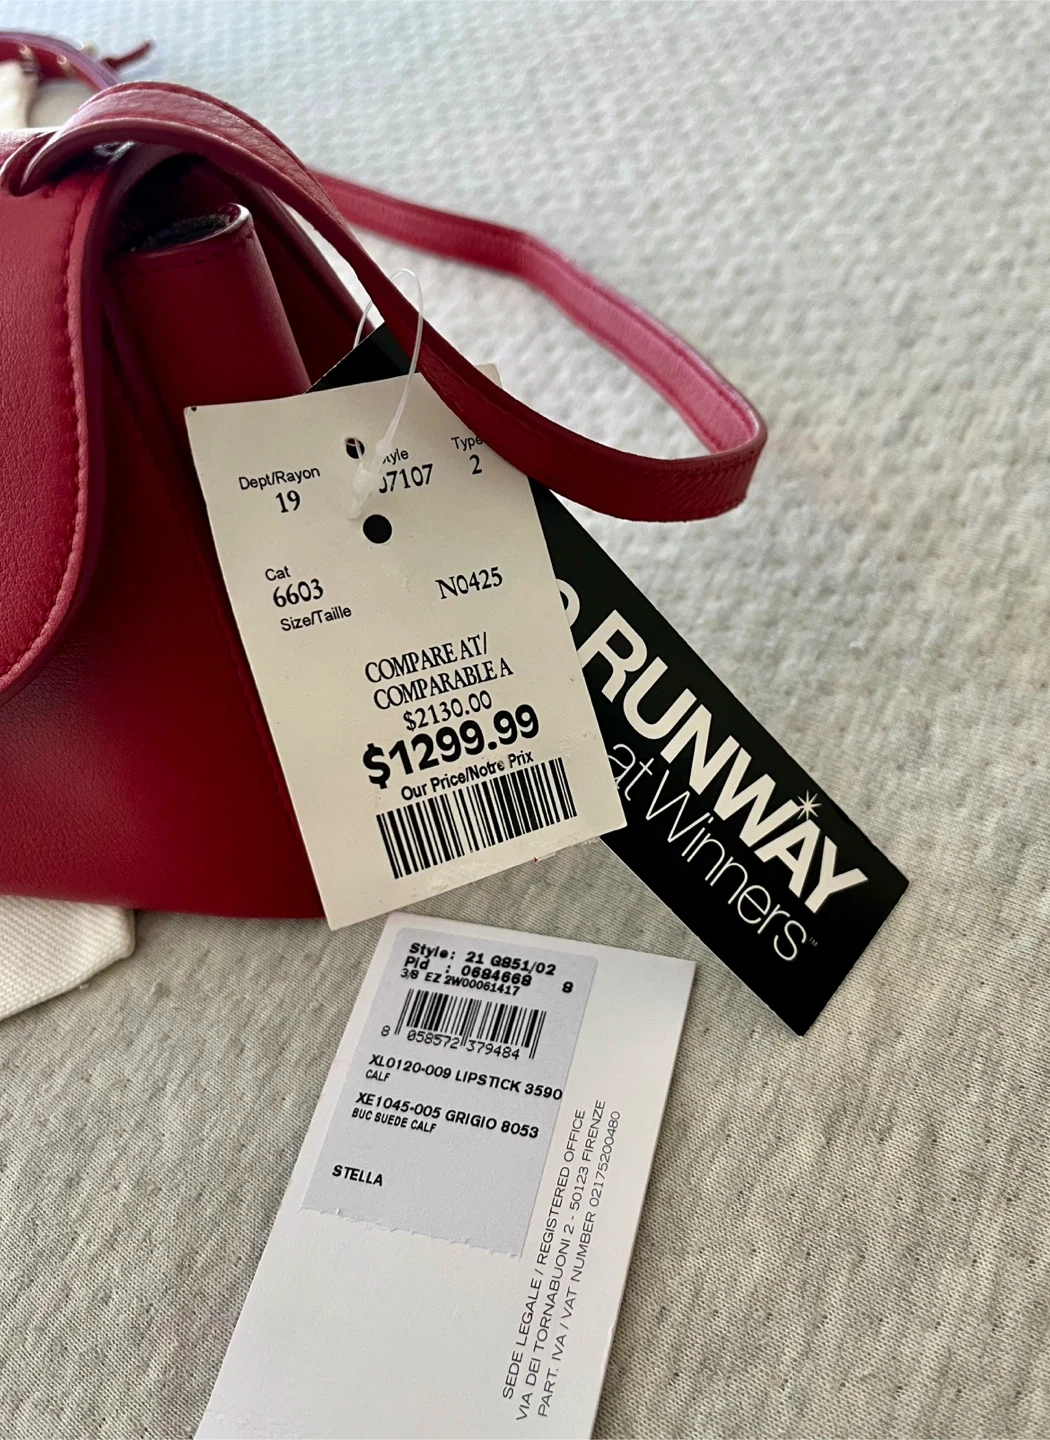 Dept/Rayon
19
Type
2
Cat
6603
N0425
Size/Taille
COMPARE AT/
COMPARABLE A
$2130.00
$1299.99
Our Price/Notre Prix
RUNWAY
at Winners™
Style: 21 G851/02
Pid : 0684668 8
3/8 EZ 2W00061417
8 058572 379484
XL0120-009 LIPSTICK 3590
CALF
XE1045-005 GRIGIO 8053
BUC SUEDE CALF
STELLA
SEDE LEGALE / REGISTERED OFFICE
VIA DEI TORNABUONI 2 - 50123 FIRENZE
PART. IVA / VAT NUMBER 02175200480